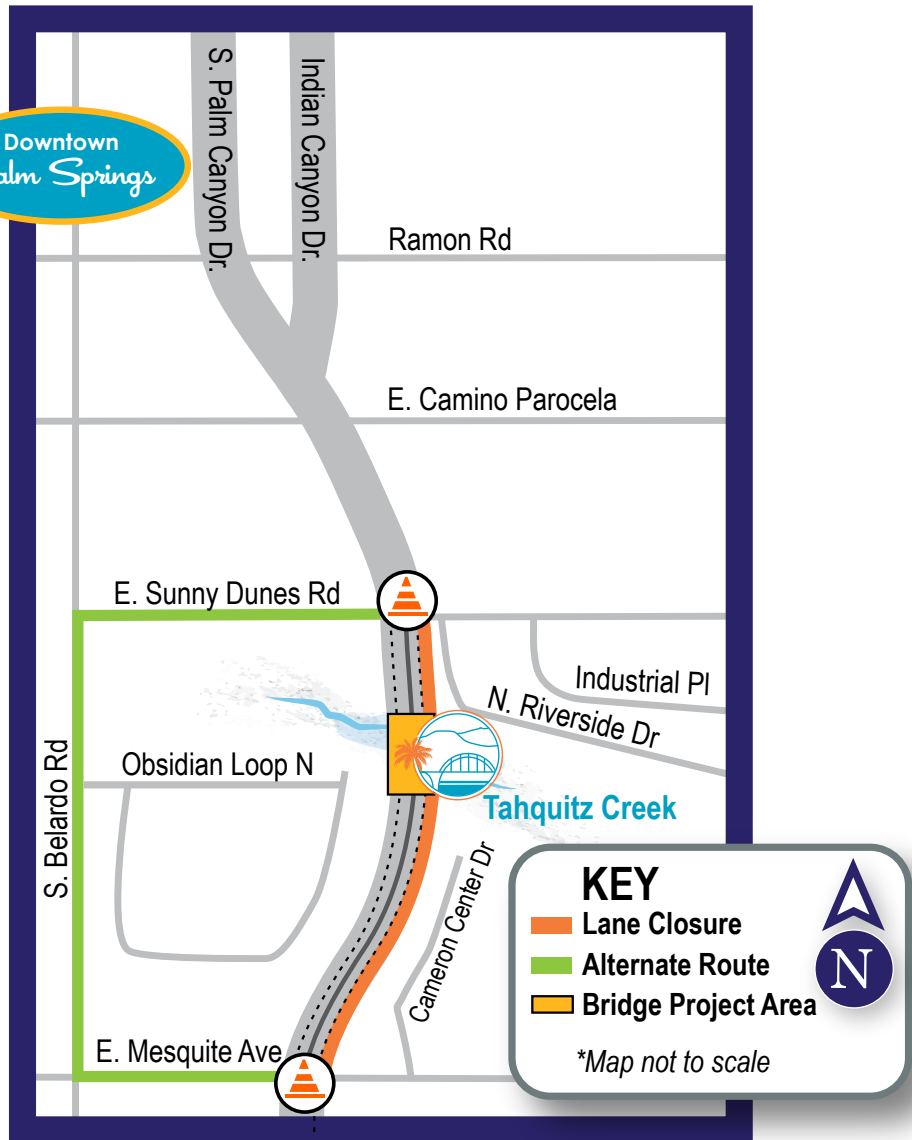 S. Palm Canyon Dr.
Indian Canyon Dr.
Downtown
alm Springs
Ramon Rd
E. Camino Parocela
E. Sunny Dunes Rd
Industrial Pl
N. Riverside Dr
Obsidian Loop N
Tahquitz Creek
S. Belardo Rd
Cameron Center Dr
E. Mesquite Ave
KEY
Lane Closure
Alternate Route
Bridge Project Area
N
*Map not to scale